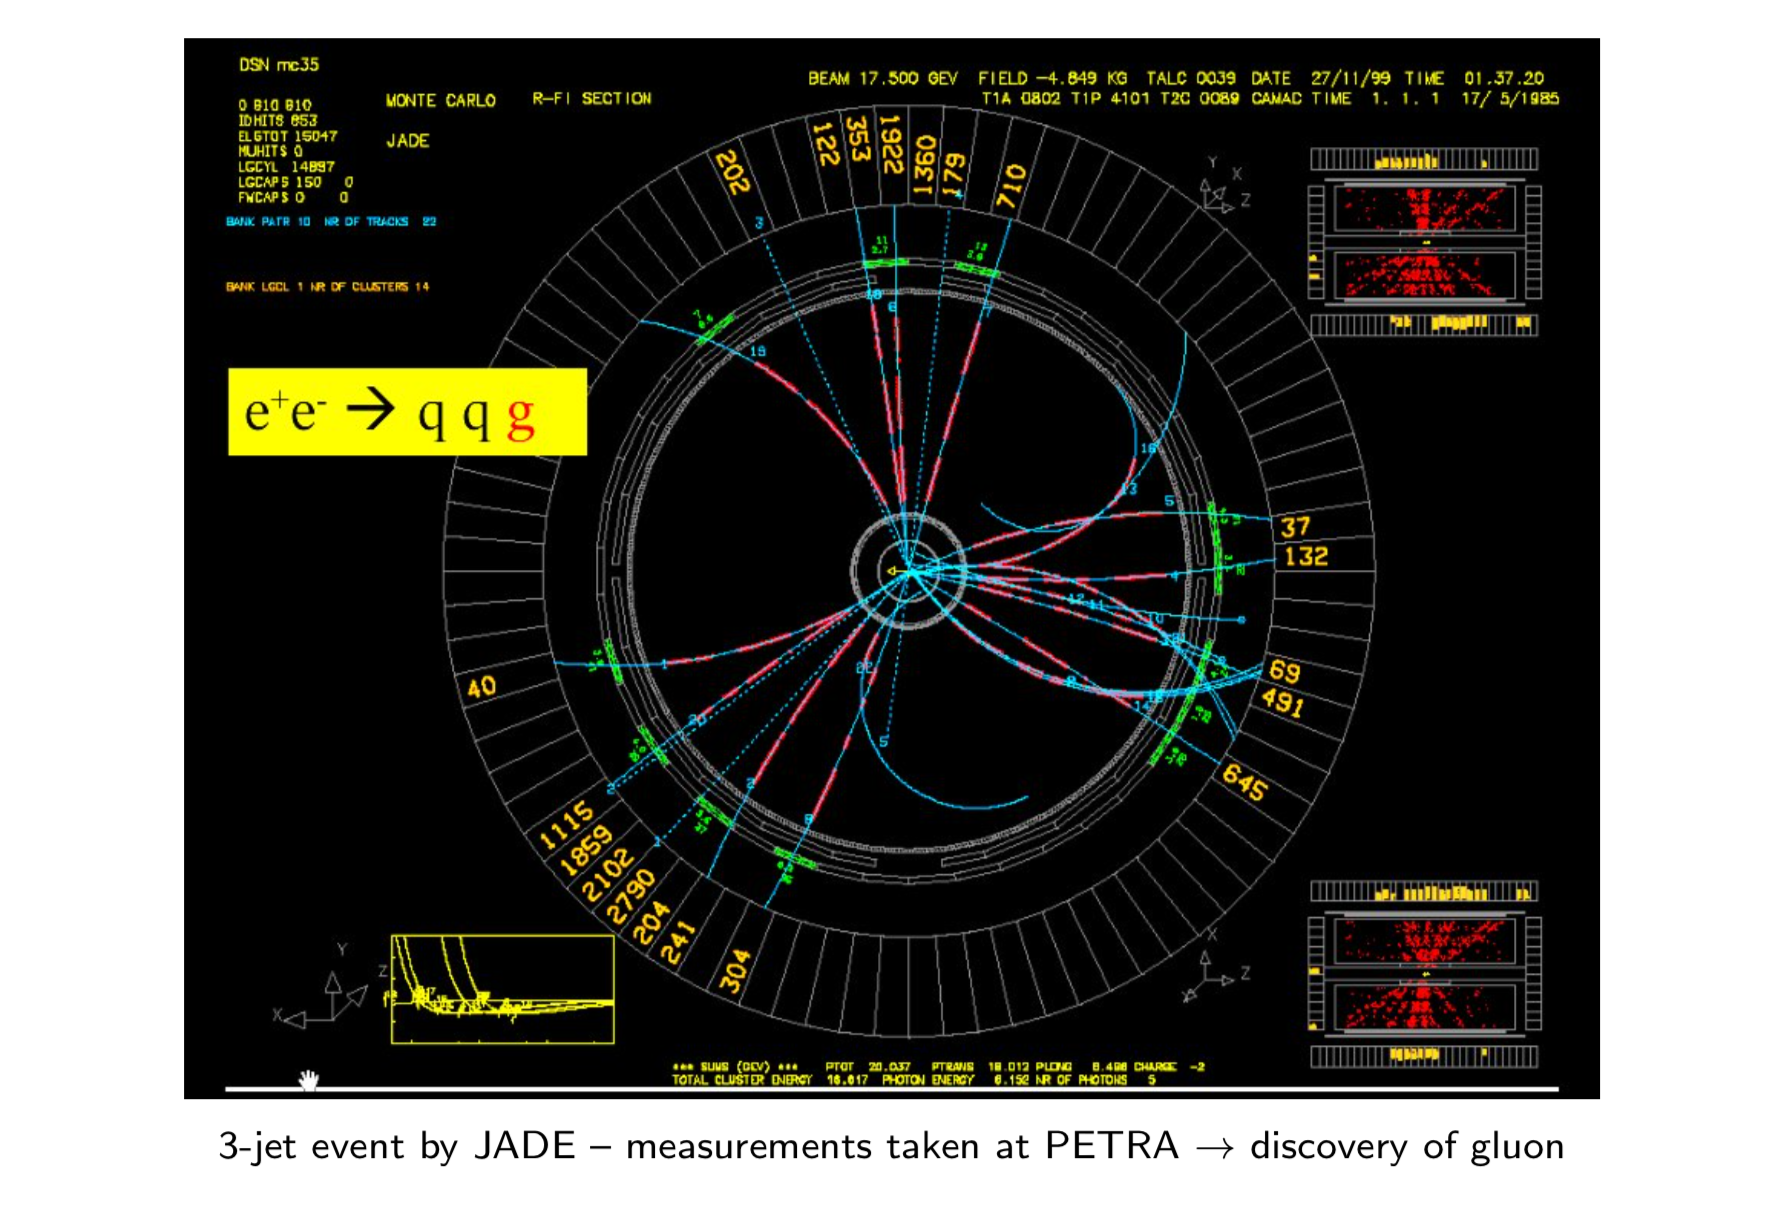 DSN mc35
BEAM 17.500 GEV FIELD -4.849 KG TALC 0039 DATE 27/11/99 TIME 01.37.20
MONTE CARLO R-FI SECTION
T1A 0802 T1P 4101 T2C 0089 CAMAC TIME 1. 1. 1 17/ 5/1985
0 810 810
IDHITS 853
ELGTOT 15047
JADE
MUHITS 0
LGCYL 14897
LGCAPS 150 0
FWCAPS 0 0
BANK PATR 10 NR OF TRACKS 22
BANK LGCL 1 NR OF CLUSTERS 14
202
122
353
1922
1360
179
710
Y
X
Z
e+e- → q q g
37
132
69
491
645
40
1115
1859
2102
2790
204
241
304
Y
Z
X
X
Z
Y
*** SUMS (GEV) *** PTOT 20.037 PTRANS 18.012 PLONG 8.498 CHARGE -2
TOTAL CLUSTER ENERGY 16.617 PHOTON ENERGY 6.152 NR OF PHOTONS 5
3-jet event by JADE – measurements taken at PETRA → discovery of gluon